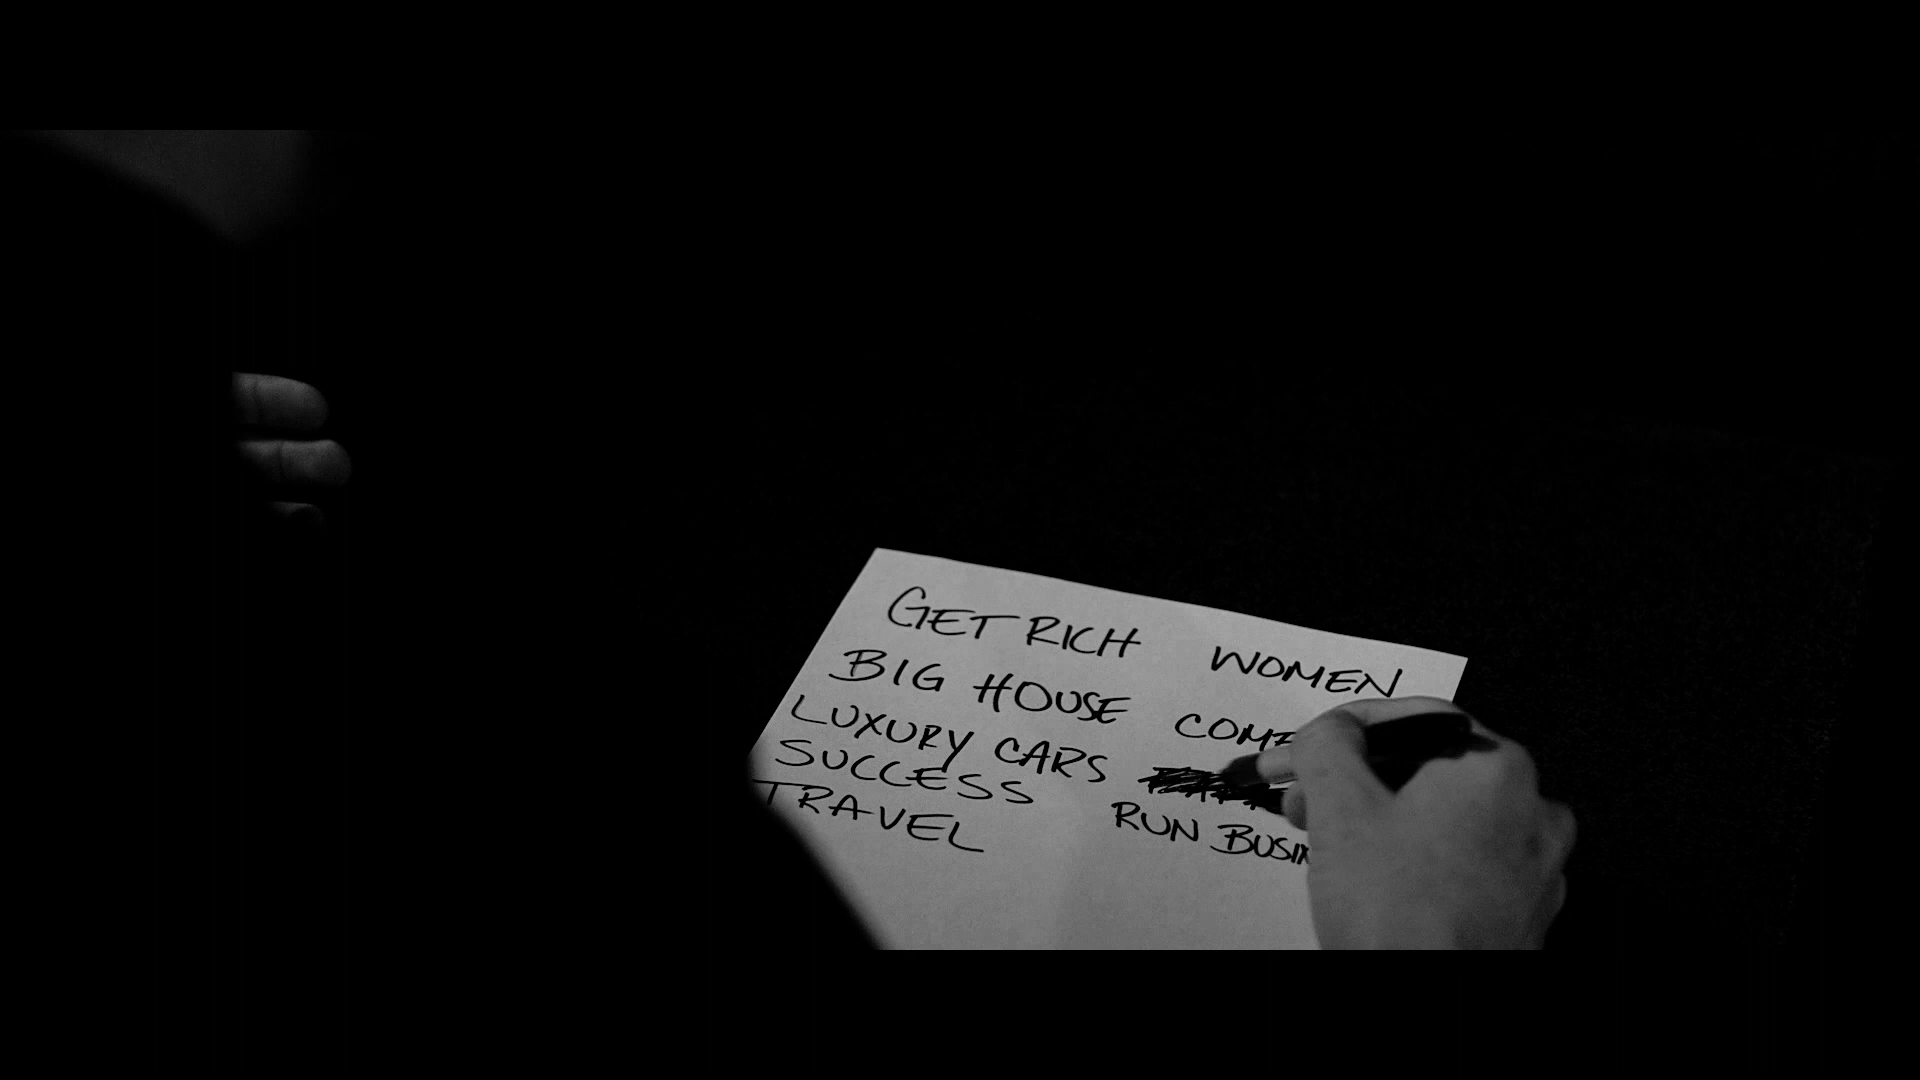 GET RICH
BIG HOUSE
LUXURY CARS
SUCCESS
TRAVEL
WOMEN
RUN